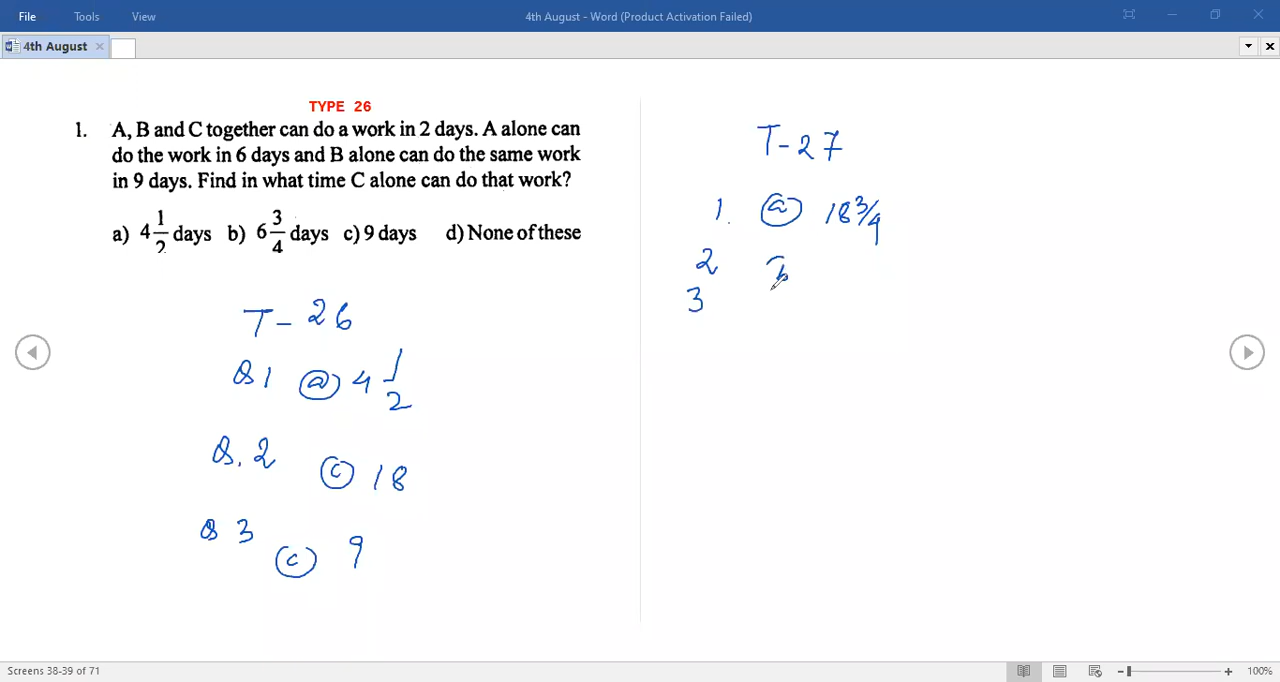 File Tools View 4th August - Word (Product Activation Failed)
4th August
TYPE 26
1. A, B and C together can do a work in 2 days. A alone can
do the work in 6 days and B alone can do the same work
in 9 days. Find in what time C alone can do that work?
a) 4 1/2 days b) 6 3/4 days c) 9 days d) None of these
T - 26
Q 1 (a) 4 1/2
Q. 2 (c) 18
Q 3 (c) 9
T - 27
1. (a) 18 3/4
2
3
Screens 38-39 of 71 100%